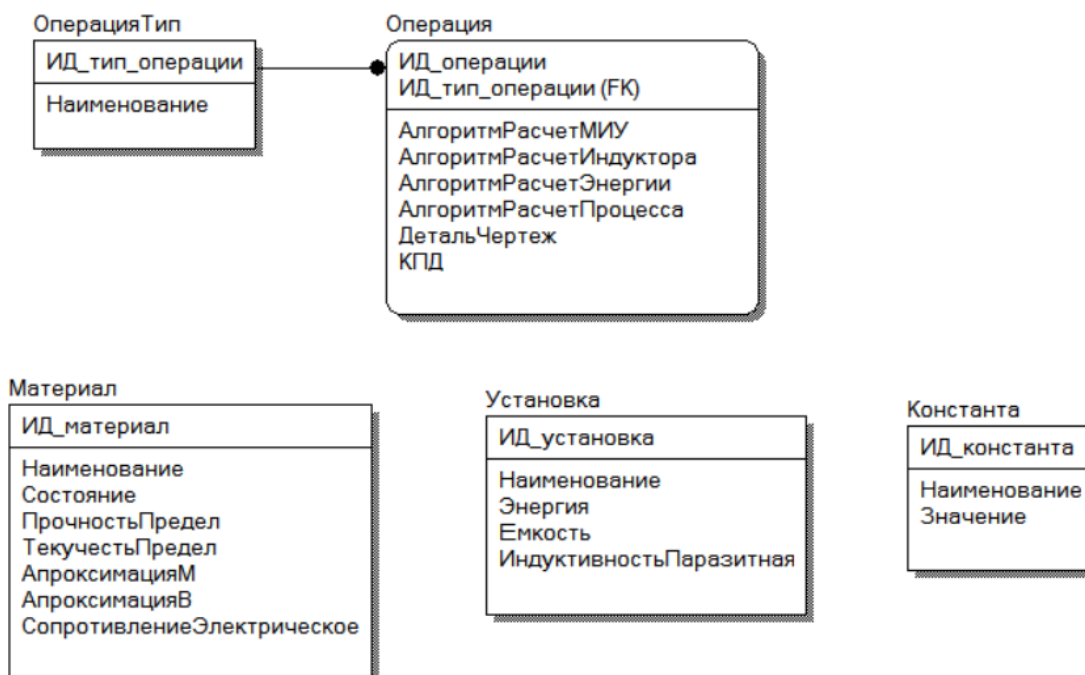 ОперацияТип
ИД_тип_операции
Наименование
Операция
ИД_операции
ИД_тип_операции (FK)
АлгоритмРасчетМИУ
АлгоритмРасчетИндуктора
АлгоритмРасчетЭнергии
АлгоритмРасчетПроцесса
ДетальЧертеж
КПД
Материал
ИД_материал
Наименование
Состояние
ПрочностьПредел
ТекучестьПредел
АпроксимацияМ
АпроксимацияВ
СопротивлениеЭлектрическое
Установка
ИД_установка
Наименование
Энергия
Емкость
ИндуктивностьПаразитная
Константа
ИД_константа
Наименование
Значение